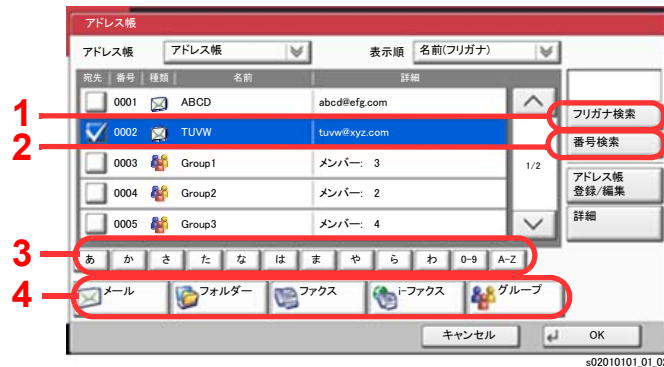 アドレス帳
アドレス帳 アドレス帳 表示順 名前(フリガナ)
宛先 番号 種類 名前 詳細
0001 ABCD abcd@efg.com
1 フリガナ検索
0002 TUVW tuvw@xyz.com
2 番号検索
0003 Group1 メンバー: 3 1/2
アドレス帳
登録/編集
0004 Group2 メンバー: 2
詳細
0005 Group3 メンバー: 4
3 あ か さ た な は ま や ら わ 0-9 A-Z
4 メール フォルダー ファクス i-ファクス グループ
キャンセル OK
s02010101_01_02